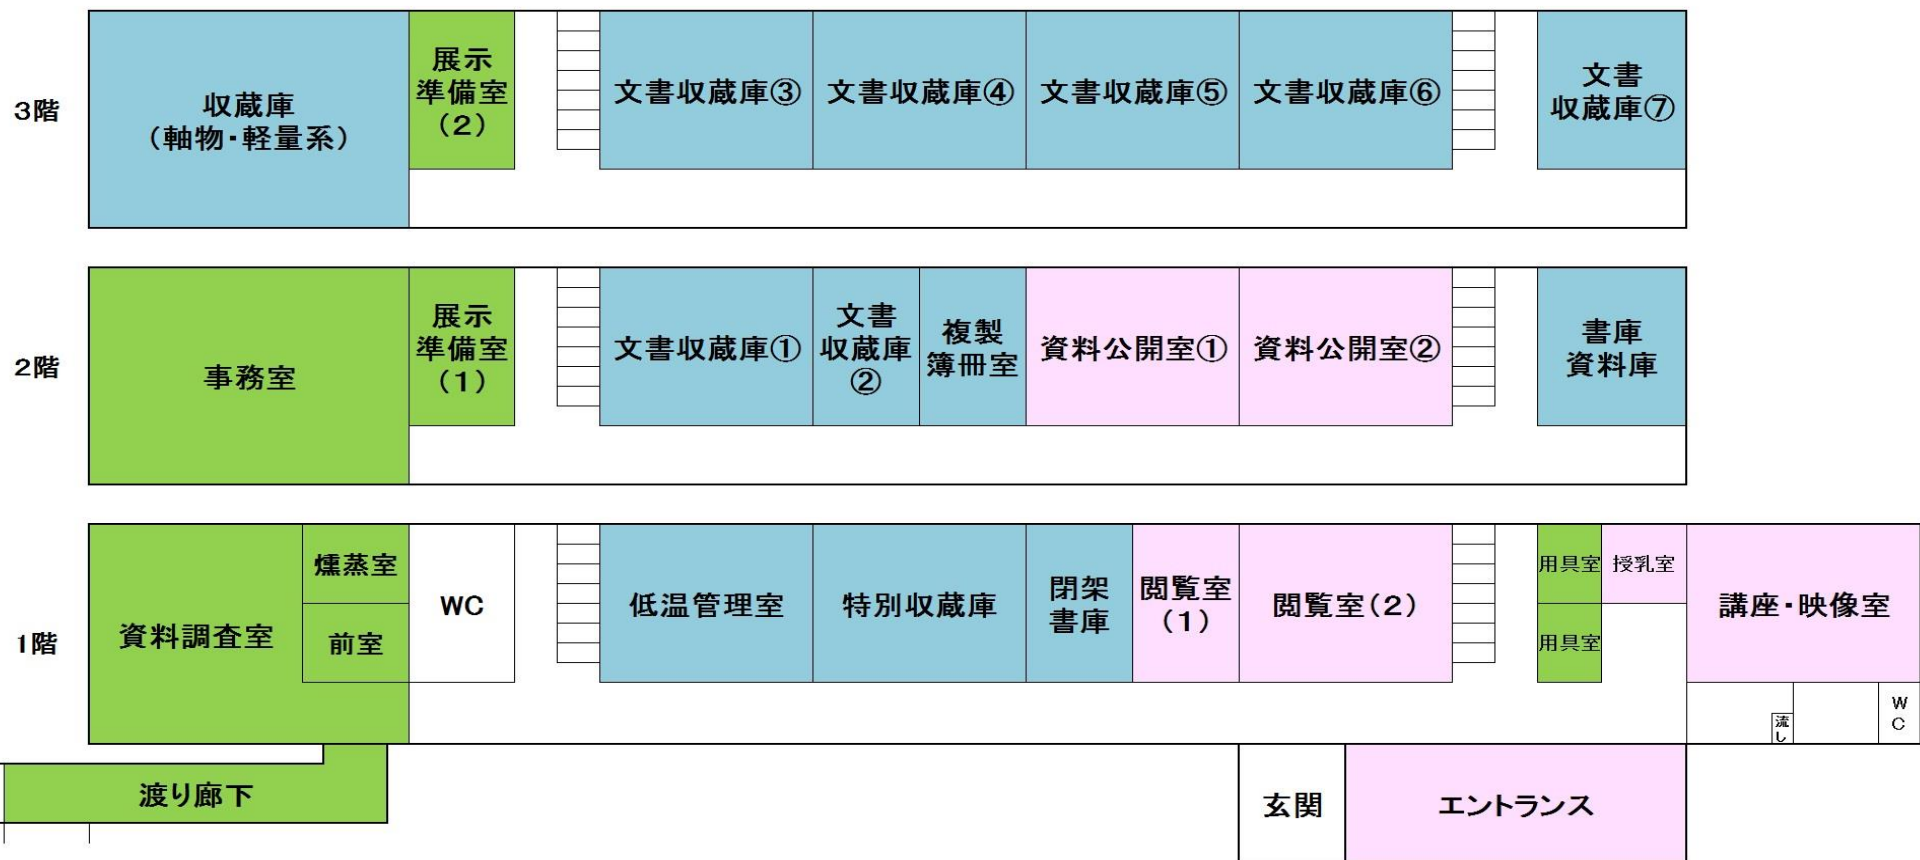 3階
収蔵庫
（軸物・軽量系）
展示
準備室
（2）
文書収蔵庫③
文書収蔵庫④
文書収蔵庫⑤
文書収蔵庫⑥
文書
収蔵庫⑦
2階
事務室
展示
準備室
（1）
文書収蔵庫①
文書
収蔵庫
②
複製
簿冊室
資料公開室①
資料公開室②
書庫
資料庫
1階
資料調査室
燻蒸室
前室
WC
低温管理室
特別収蔵庫
閉架
書庫
閲覧室
（1）
閲覧室（2）
用具室
用具室
授乳室
講座・映像室
流
し
W
C
渡り廊下
玄関
エントランス